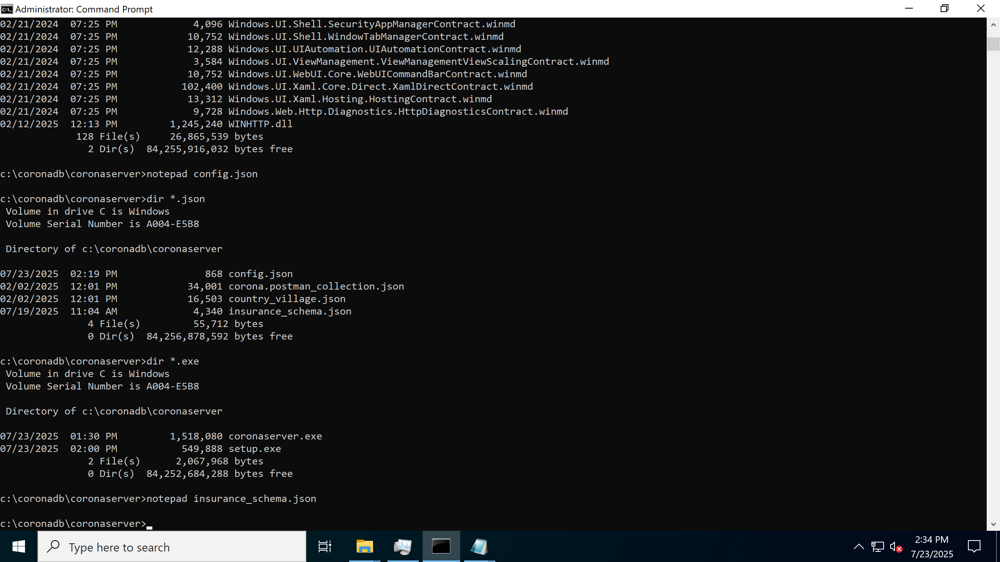 Administrator: Command Prompt
02/21/2024  07:25 PM             4,096 Windows.UI.Shell.SecurityAppManagerContract.winmd
02/21/2024  07:25 PM            10,752 Windows.UI.Shell.WindowTabManagerContract.winmd
02/21/2024  07:25 PM            12,288 Windows.UI.UIAutomation.UIAutomationContract.winmd
02/21/2024  07:25 PM             3,584 Windows.UI.ViewManagement.ViewManagementViewScalingContract.winmd
02/21/2024  07:25 PM            10,752 Windows.UI.WebUI.Core.WebUICommandBarContract.winmd
02/21/2024  07:25 PM           102,400 Windows.UI.Xaml.Core.Direct.XamlDirectContract.winmd
02/21/2024  07:25 PM            13,312 Windows.UI.Xaml.Hosting.HostingContract.winmd
02/21/2024  07:25 PM             9,728 Windows.Web.Http.Diagnostics.HttpDiagnosticsContract.winmd
02/12/2025  12:13 PM         1,245,240 WINHTTP.dll
             128 File(s)     26,865,539 bytes
               2 Dir(s)  84,255,916,032 bytes free
c:\coronadb\coronaserver>notepad config.json
c:\coronadb\coronaserver>dir *.json
 Volume in drive C is Windows
 Volume Serial Number is A004-E5B8
 Directory of c:\coronadb\coronaserver
07/23/2025  02:19 PM               868 config.json
02/02/2025  12:01 PM            34,001 corona.postman_collection.json
02/02/2025  12:01 PM            16,503 country_village.json
07/19/2025  11:04 AM             4,340 insurance_schema.json
               4 File(s)         55,712 bytes
               0 Dir(s)  84,256,878,592 bytes free
c:\coronadb\coronaserver>dir *.exe
 Volume in drive C is Windows
 Volume Serial Number is A004-E5B8
 Directory of c:\coronadb\coronaserver
07/23/2025  01:30 PM         1,518,080 coronaserver.exe
07/23/2025  02:00 PM           549,888 setup.exe
               2 File(s)      2,067,968 bytes
               0 Dir(s)  84,252,684,288 bytes free
c:\coronadb\coronaserver>notepad insurance_schema.json
c:\coronadb\coronaserver>
Type here to search
2:34 PM
7/23/2025